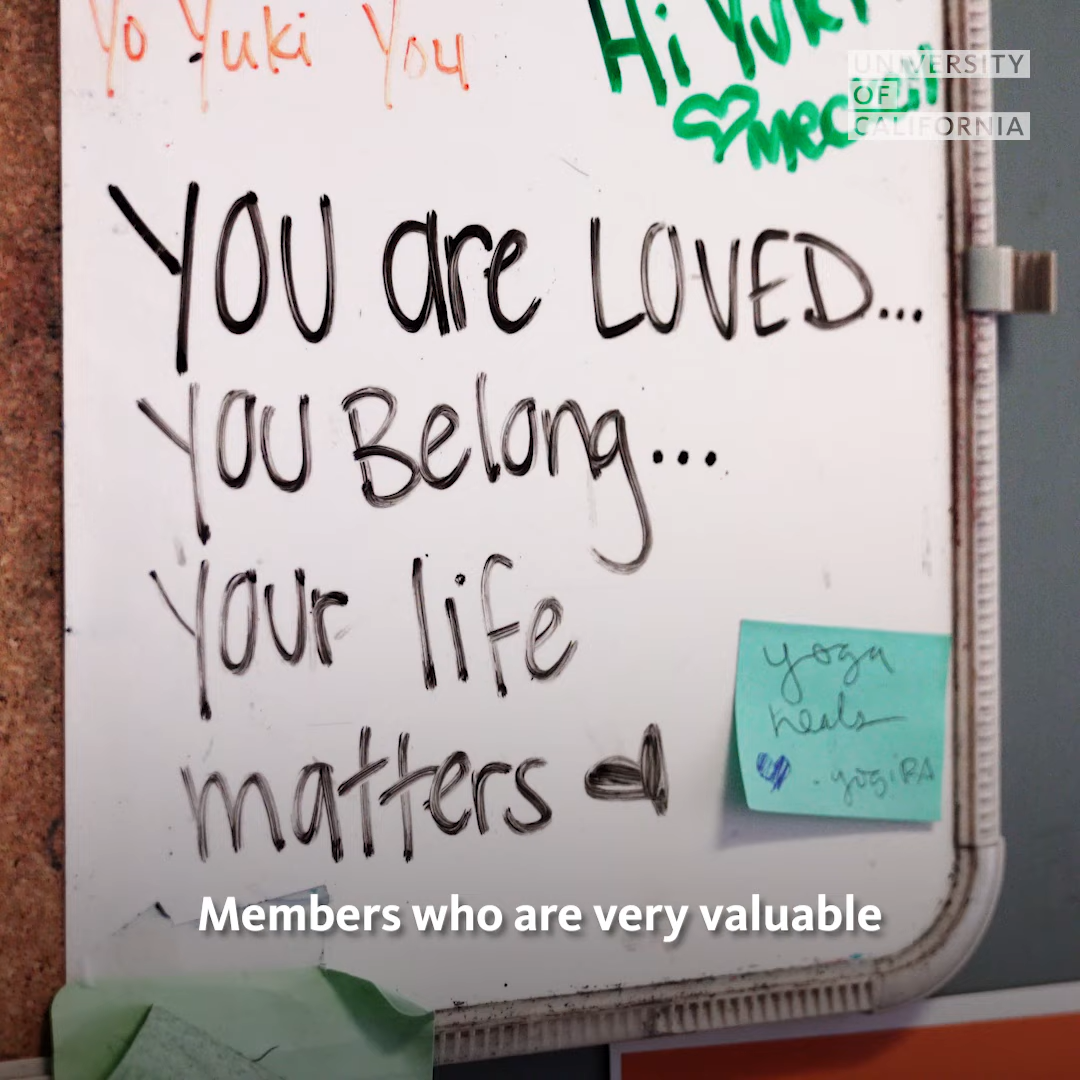 Yo Yuki You
Hi Yuki
UNIVERSITY
OF
CALIFORNIA
YOU are LOVED...
You Belong...
Your life
matters
yoga
heals
- yogiRA
Members who are very valuable